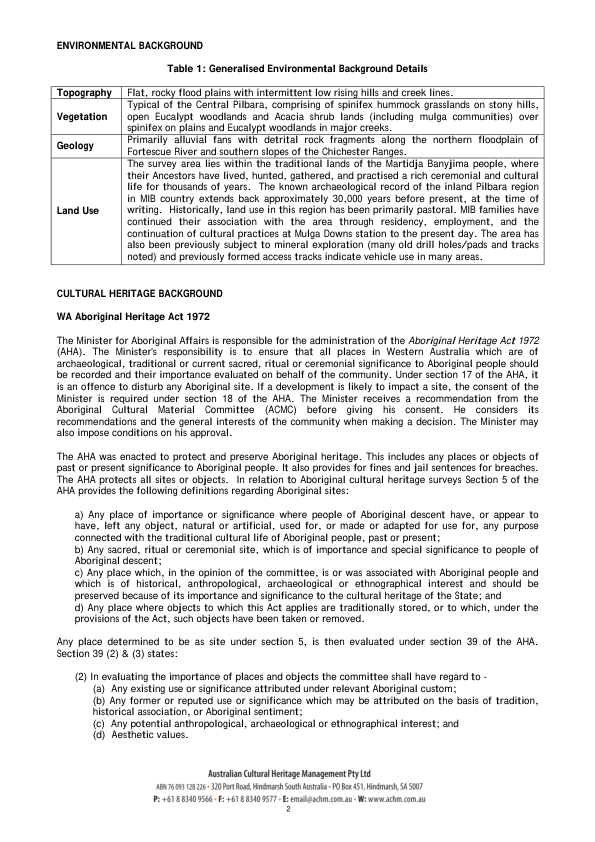 ENVIRONMENTAL BACKGROUND
Table 1: Generalised Environmental Background Details
Topography
Flat, rocky flood plains with intermittent low rising hills and creek lines.
Vegetation
Typical of the Central Pilbara, comprising of spinifex hummock grasslands on stony hills,
open Eucalypt woodlands and Acacia shrub lands (including mulga communities) over
spinifex on plains and Eucalypt woodlands in major creeks.
Geology
Primarily alluvial fans with detrital rock fragments along the northern floodplain of
Fortescue River and southern slopes of the Chichester Ranges.
Land Use
The survey area lies within the traditional lands of the Martidja Banyjima people, where
their Ancestors have lived, hunted, gathered, and practised a rich ceremonial and cultural
life for thousands of years. The known archaeological record of the inland Pilbara region
in MIB country extends back approximately 30,000 years before present, at the time of
writing. Historically, land use in this region has been primarily pastoral. MIB families have
continued their association with the area through residency, employment, and the
continuation of cultural practices at Mulga Downs station to the present day. The area has
also been previously subject to mineral exploration (many old drill holes/pads and tracks
noted) and previously formed access tracks indicate vehicle use in many areas.
CULTURAL HERITAGE BACKGROUND
WA Aboriginal Heritage Act 1972
The Minister for Aboriginal Affairs is responsible for the administration of the Aboriginal Heritage Act 1972
(AHA). The Minister's responsibility is to ensure that all places in Western Australia which are of
archaeological, traditional or current sacred, ritual or ceremonial significance to Aboriginal people should
be recorded and their importance evaluated on behalf of the community. Under section 17 of the AHA, it
is an offence to disturb any Aboriginal site. If a development is likely to impact a site, the consent of the
Minister is required under section 18 of the AHA. The Minister receives a recommendation from the
Aboriginal Cultural Material Committee (ACMC) before giving his consent. He considers its
recommendations and the general interests of the community when making a decision. The Minister may
also impose conditions on his approval.
The AHA was enacted to protect and preserve Aboriginal heritage. This includes any places or objects of
past or present significance to Aboriginal people. It also provides for fines and jail sentences for breaches.
The AHA protects all sites or objects. In relation to Aboriginal cultural heritage surveys Section 5 of the
AHA provides the following definitions regarding Aboriginal sites:
a) Any place of importance or significance where people of Aboriginal descent have, or appear to
have, left any object, natural or artificial, used for, or made or adapted for use for, any purpose
connected with the traditional cultural life of Aboriginal people, past or present;
b) Any sacred, ritual or ceremonial site, which is of importance and special significance to people of
Aboriginal descent;
c) Any place which, in the opinion of the committee, is or was associated with Aboriginal people and
which is of historical, anthropological, archaeological or ethnographical interest and should be
preserved because of its importance and significance to the cultural heritage of the State; and
d) Any place where objects to which this Act applies are traditionally stored, or to which, under the
provisions of the Act, such objects have been taken or removed.
Any place determined to be as site under section 5, is then evaluated under section 39 of the AHA.
Section 39 (2) & (3) states:
(2) In evaluating the importance of places and objects the committee shall have regard to -
(a) Any existing use or significance attributed under relevant Aboriginal custom;
(b) Any former or reputed use or significance which may be attributed on the basis of tradition,
historical association, or Aboriginal sentiment;
(c) Any potential anthropological, archaeological or ethnographical interest; and
(d) Aesthetic values.
Australian Cultural Heritage Management Pty Ltd
ABN 76 093 128 226 • 320 Port Road, Hindmarsh South Australia • PO Box 451, Hindmarsh, SA 5007
P: +61 8 8340 9566 • F: +61 8 8340 9577 • E: email@achm.com.au • W: www.achm.com.au
2